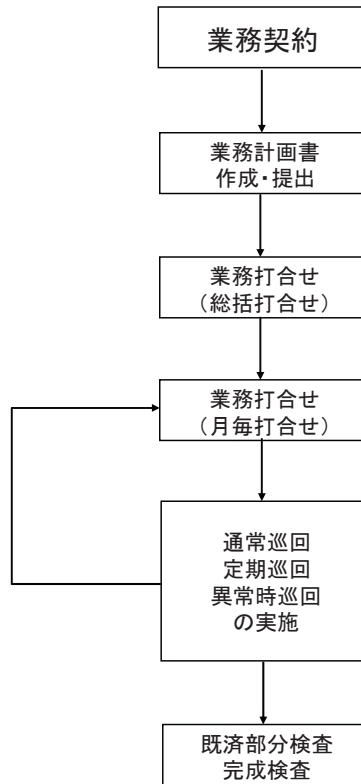 業務契約
業務計画書
作成・提出
業務打合せ
（総括打合せ）
業務打合せ
（月毎打合せ）
通常巡回
定期巡回
異常時巡回
の実施
既済部分検査
完成検査